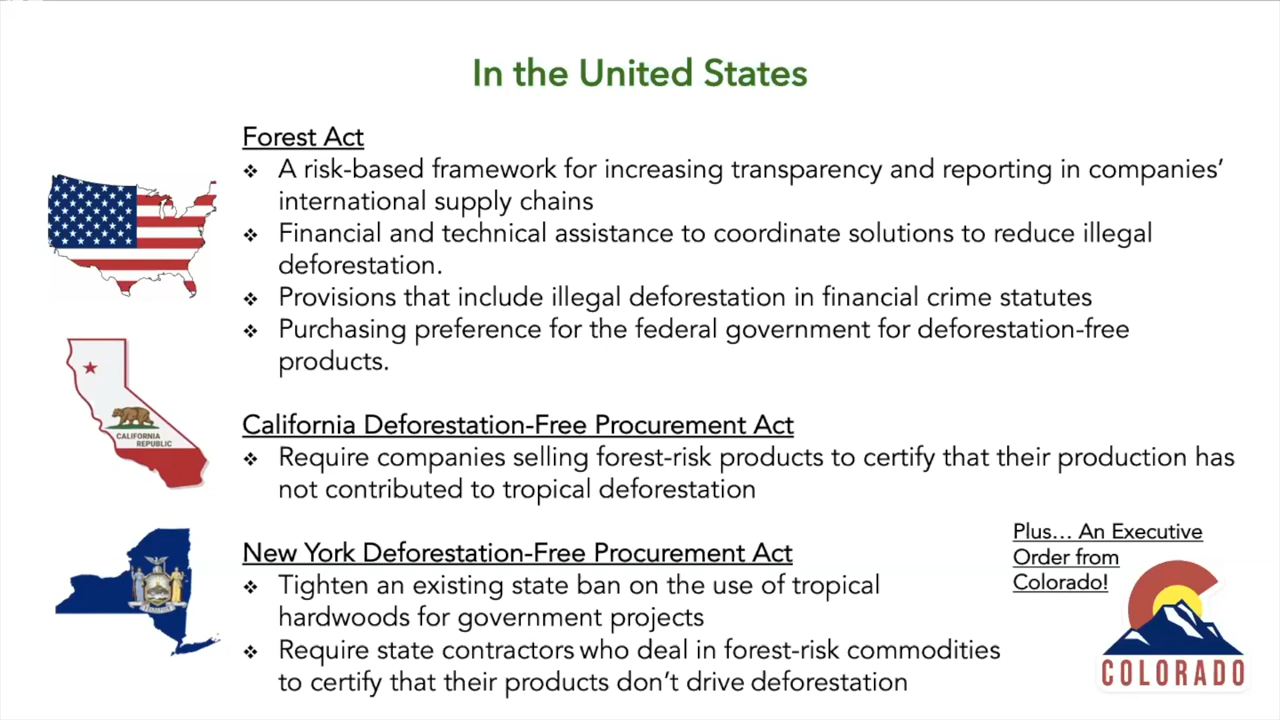 In the United States
Forest Act
❖ A risk-based framework for increasing transparency and reporting in companies’
international supply chains
❖ Financial and technical assistance to coordinate solutions to reduce illegal
deforestation.
❖ Provisions that include illegal deforestation in financial crime statutes
❖ Purchasing preference for the federal government for deforestation-free
products.
CALIFORNIA
REPUBLIC
California Deforestation-Free Procurement Act
❖ Require companies selling forest-risk products to certify that their production has
not contributed to tropical deforestation
New York Deforestation-Free Procurement Act
❖ Tighten an existing state ban on the use of tropical
hardwoods for government projects
❖ Require state contractors who deal in forest-risk commodities
to certify that their products don’t drive deforestation
Plus... An Executive
Order from
Colorado!
COLORADO